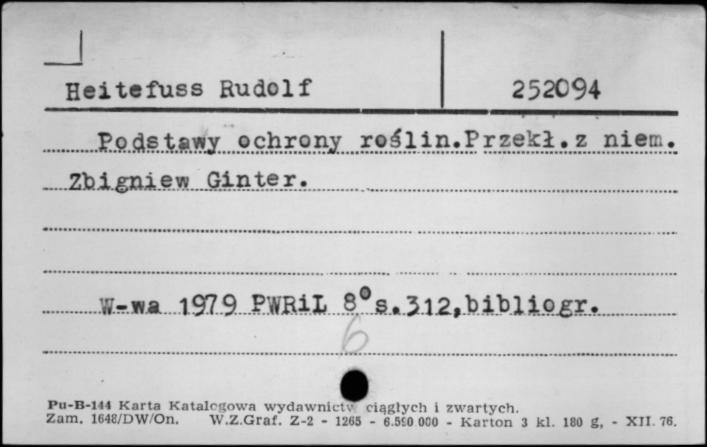 Heitefuss Rudolf 252094
Podstawy ochrony roślin.Przekł.z niem.
Zbigniew Ginter.
W-wa 1979 PWRiL 8° s.312,bibliogr.
6
Pu-B-144 Karta Katalogowa wydawnictw ciągłych i zwartych.
Zam. 1648/DW/On. W.Z.Graf. Z-2 - 1265 - 6.590 000 - Karton 3 kl. 180 g, - XII. 76.